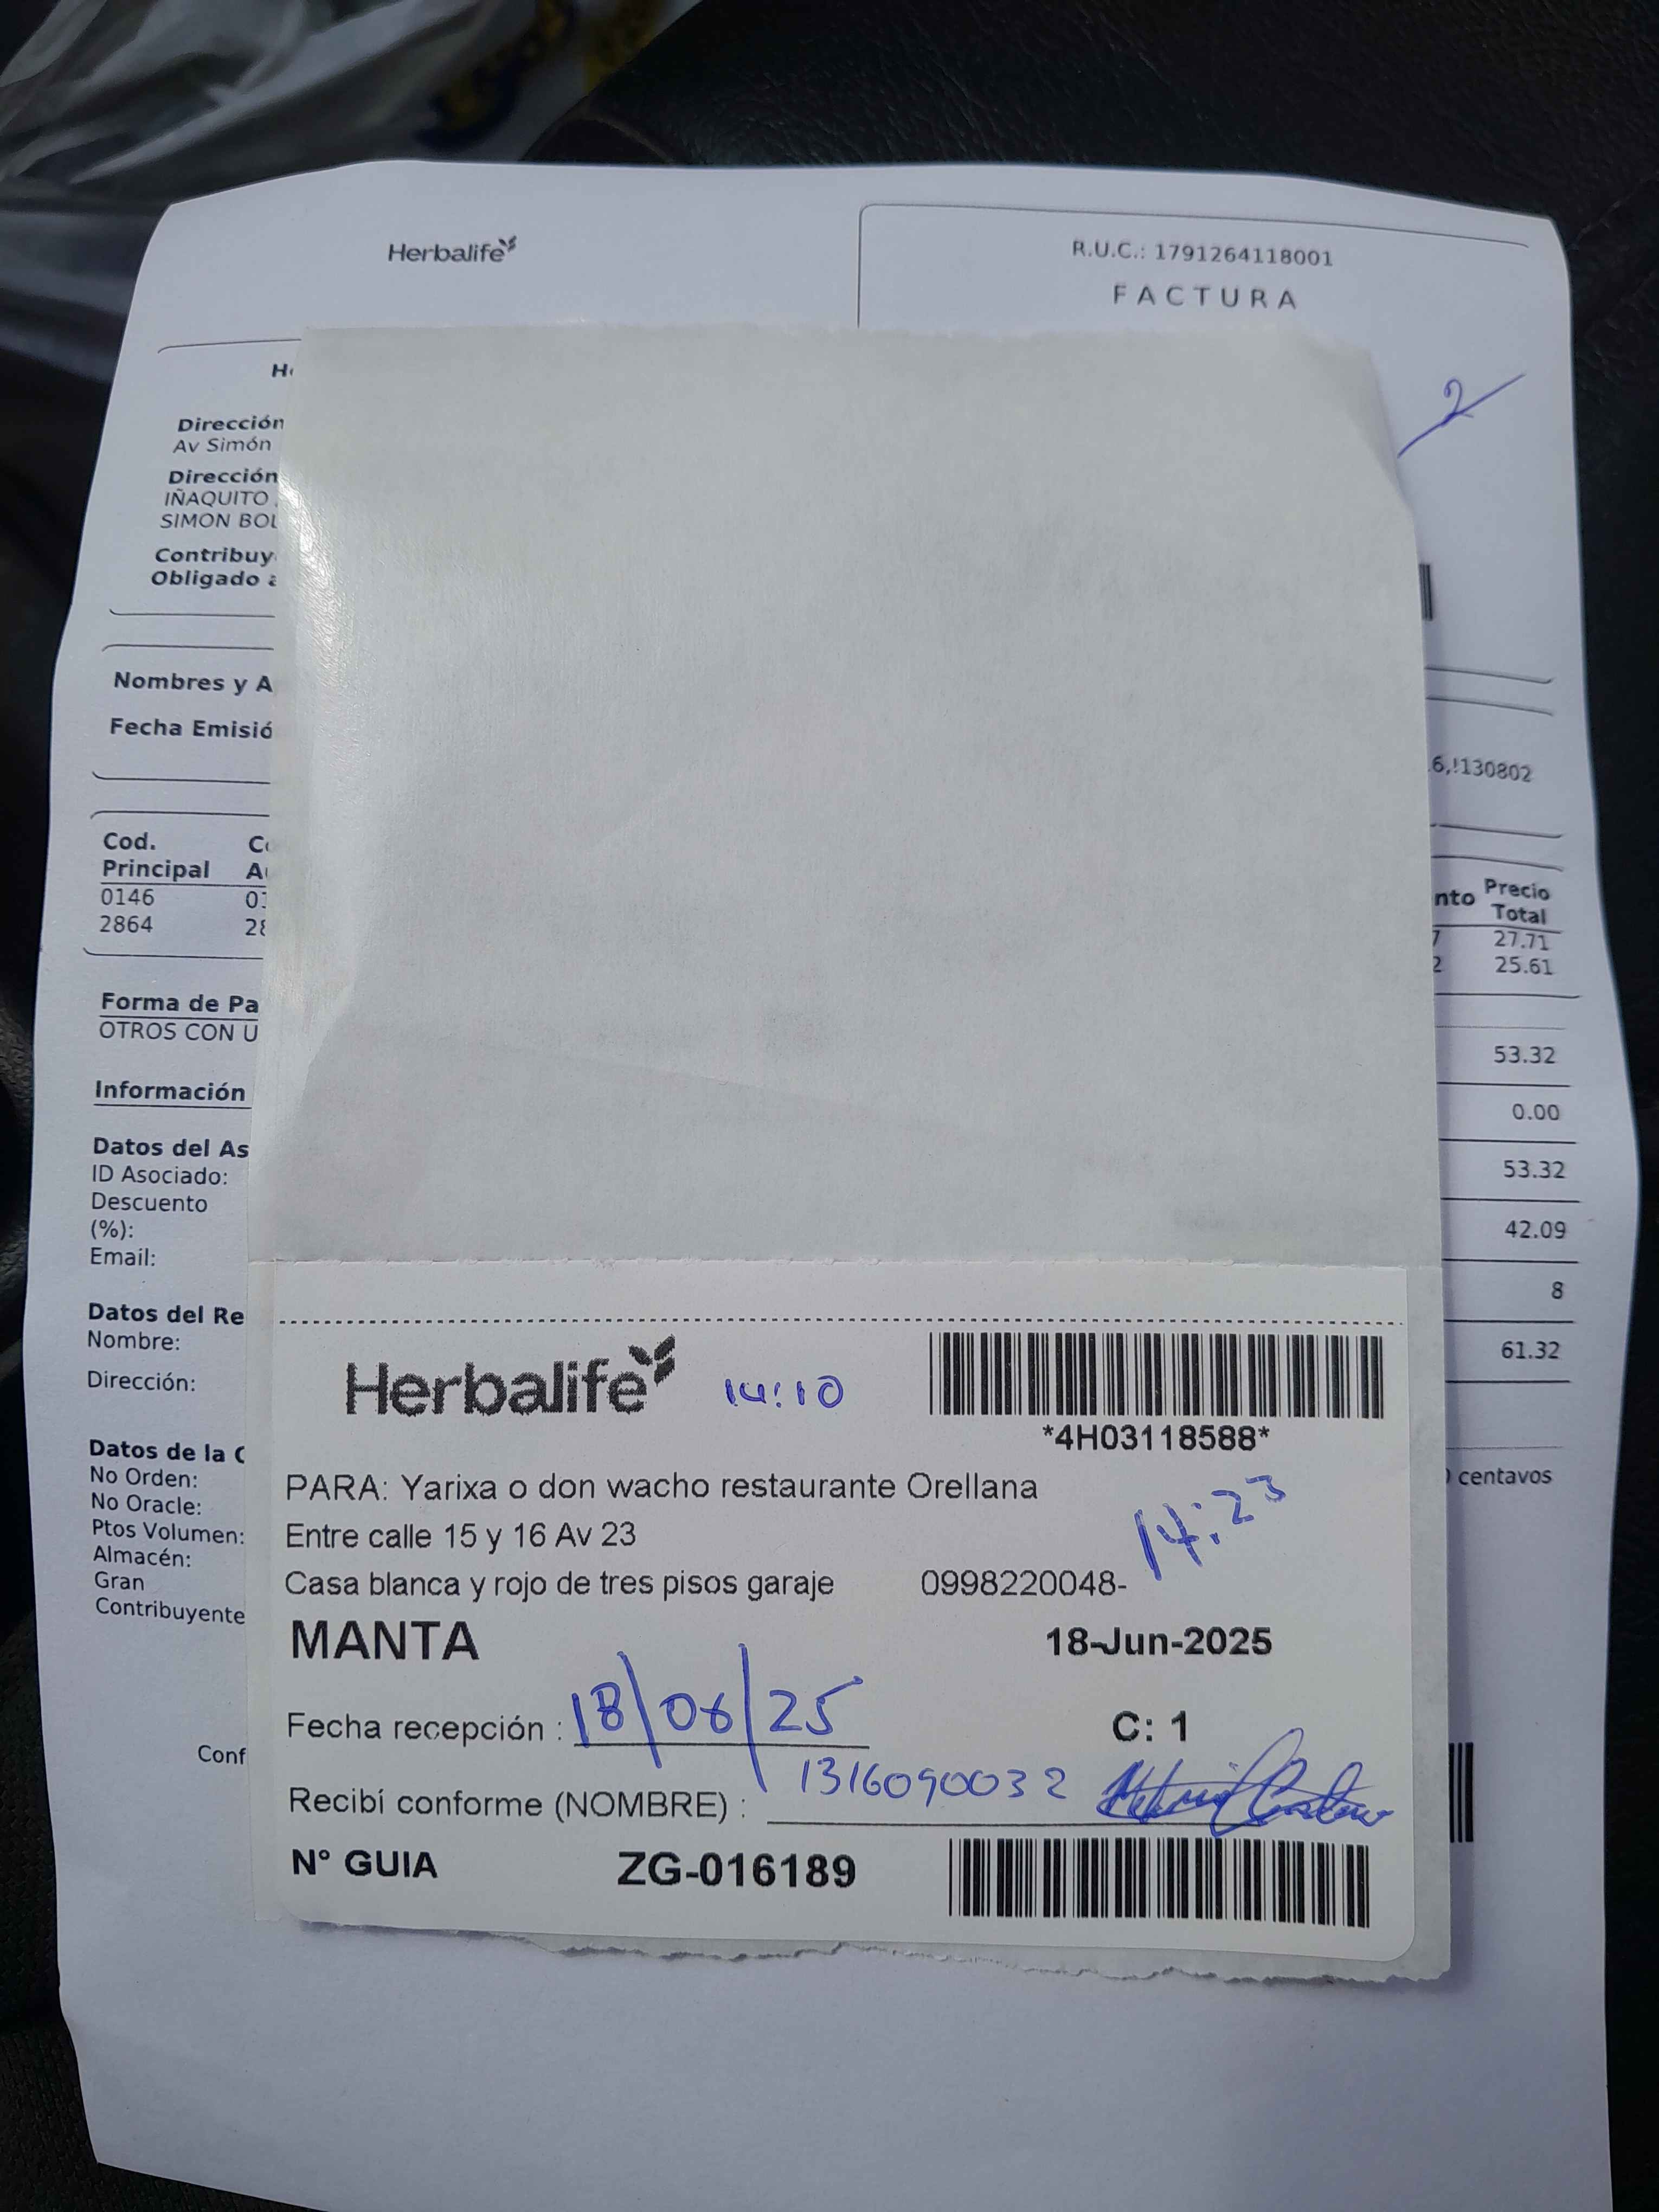 Herbalife
R.U.C.: 1791264118001
FACTURA
2
Dirección
Av Simón
Dirección
IÑAQUITO
SIMON BOL
Contribuy
Obligado a
Nombres y A
Fecha Emisió
6,!130802
Cod.
Principal
0146
2864
nto
Precio
Total
7 27.71
2 25.61
Forma de Pa
OTROS CON U
53.32
0.00
53.32
42.09
8
61.32
centavos
Información
Datos del As
ID Asociado:
Descuento
(%):
Email:
Datos del Re
Nombre:
Dirección:
Datos de la
No Orden:
No Oracle:
Ptos Volumen:
Almacén:
Gran
Contribuyente
Conf
Herbalife 14:10
*4H03118588*
PARA: Yarixa o don wacho restaurante Orellana
14:23
Entre calle 15 y 16 Av 23
Casa blanca y rojo de tres pisos garaje 0998220048-
MANTA 18-Jun-2025
Fecha recepción : 18/06/25 C: 1
Recibí conforme (NOMBRE) : 1316090032
N° GUIA ZG-016189